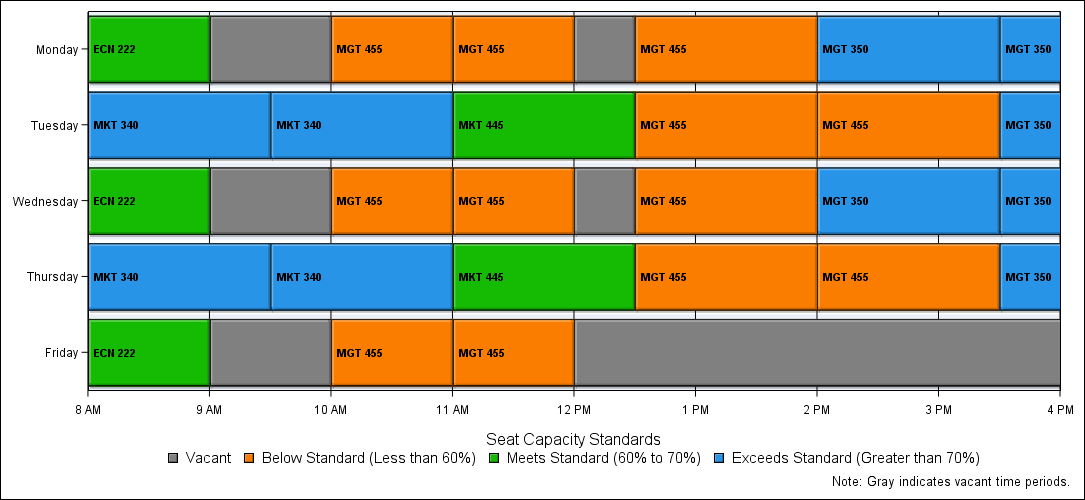 Monday ECN 222 MGT 455 MGT 455 MGT 455 MGT 350 MGT 350
Tuesday MKT 340 MKT 340 MKT 445 MGT 455 MGT 455 MGT 350
Wednesday ECN 222 MGT 455 MGT 455 MGT 455 MGT 350 MGT 350
Thursday MKT 340 MKT 340 MKT 445 MGT 455 MGT 455 MGT 350
Friday ECN 222 MGT 455 MGT 455
8 AM 9 AM 10 AM 11 AM 12 PM 1 PM 2 PM 3 PM 4 PM
Seat Capacity Standards
Vacant Below Standard (Less than 60%) Meets Standard (60% to 70%) Exceeds Standard (Greater than 70%)
Note: Gray indicates vacant time periods.